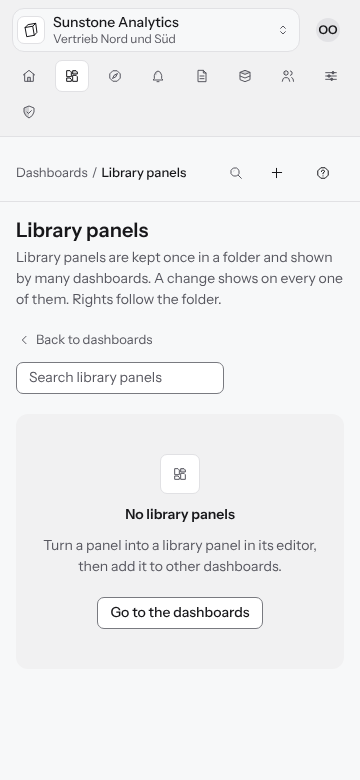 Sunstone Analytics
Vertrieb Nord und Süd
OO
Dashboards / Library panels
Library panels
Library panels are kept once in a folder and shown
by many dashboards. A change shows on every one
of them. Rights follow the folder.
Back to dashboards
Search library panels
No library panels
Turn a panel into a library panel in its editor,
then add it to other dashboards.
Go to the dashboards